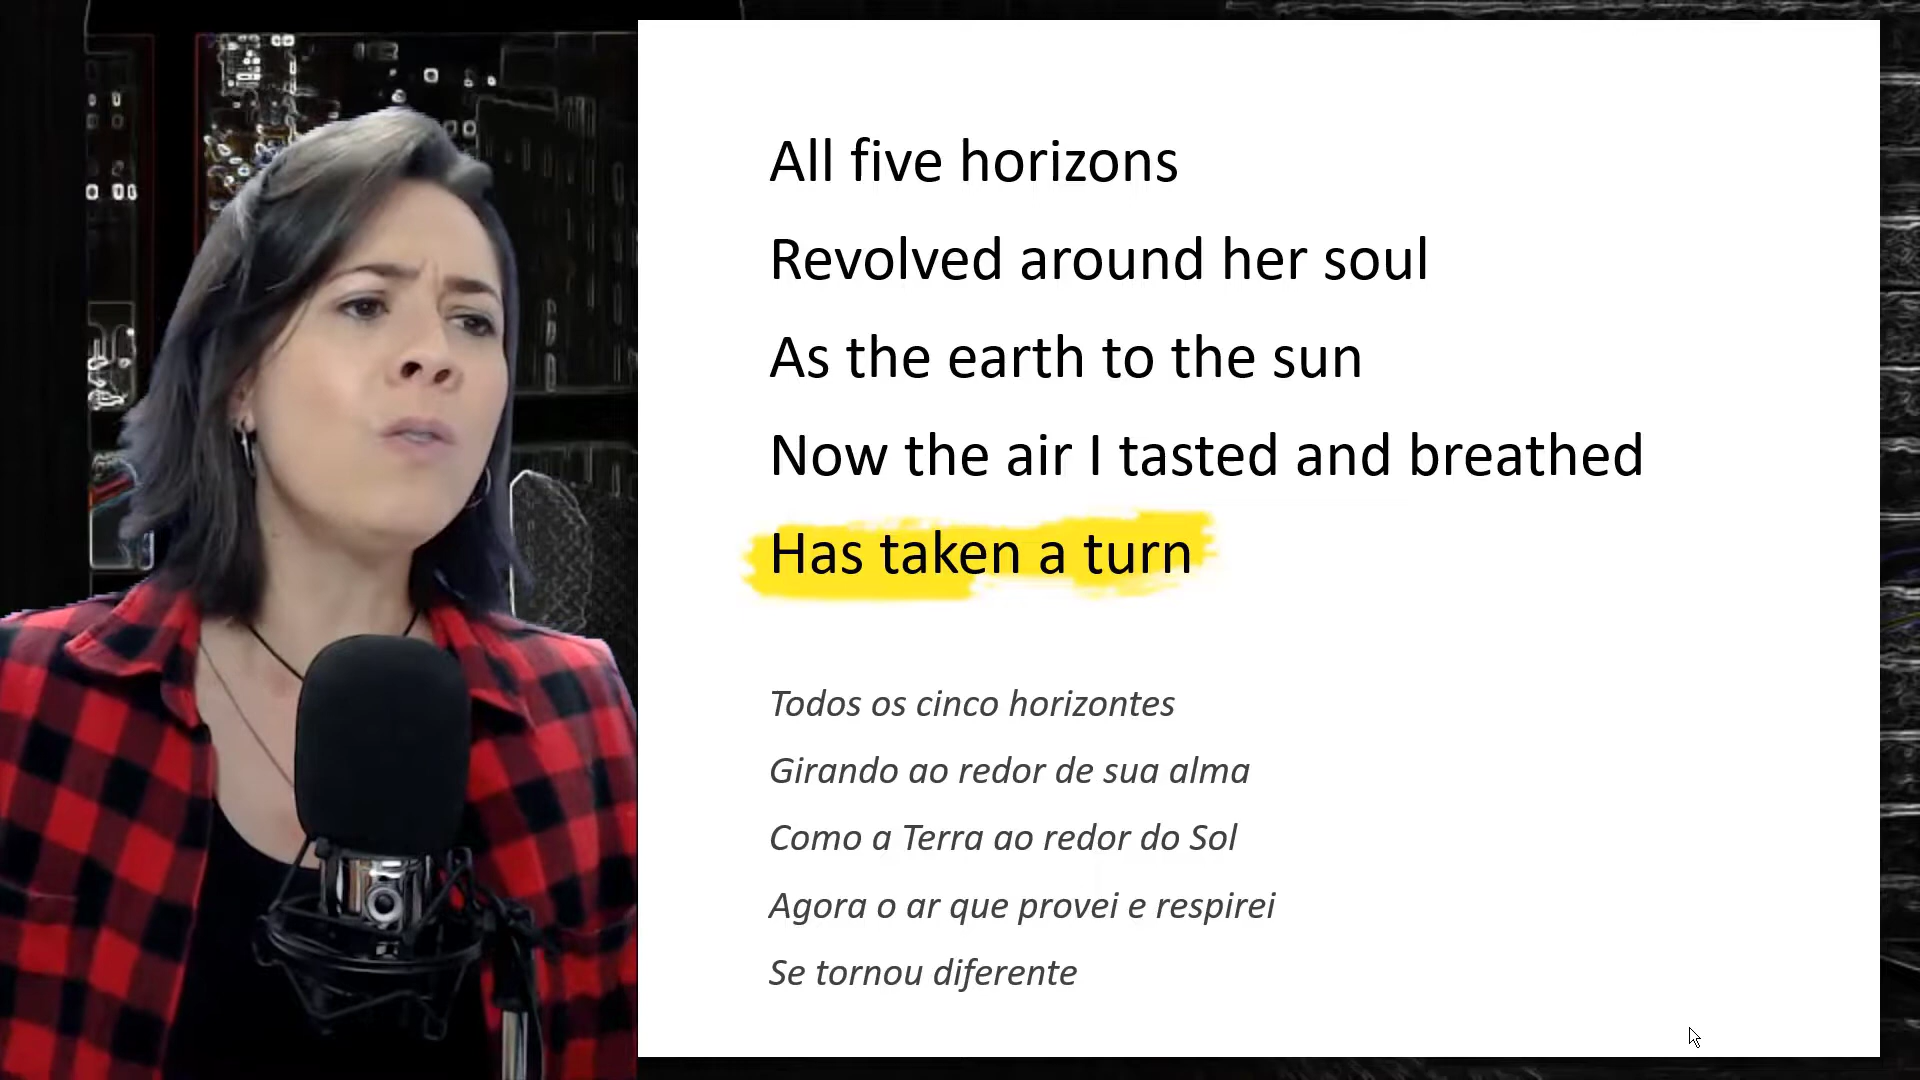 All five horizons
Revolved around her soul
As the earth to the sun
Now the air I tasted and breathed
Has taken a turn
Todos os cinco horizontes
Girando ao redor de sua alma
Como a Terra ao redor do Sol
Agora o ar que provei e respirei
Se tornou diferente